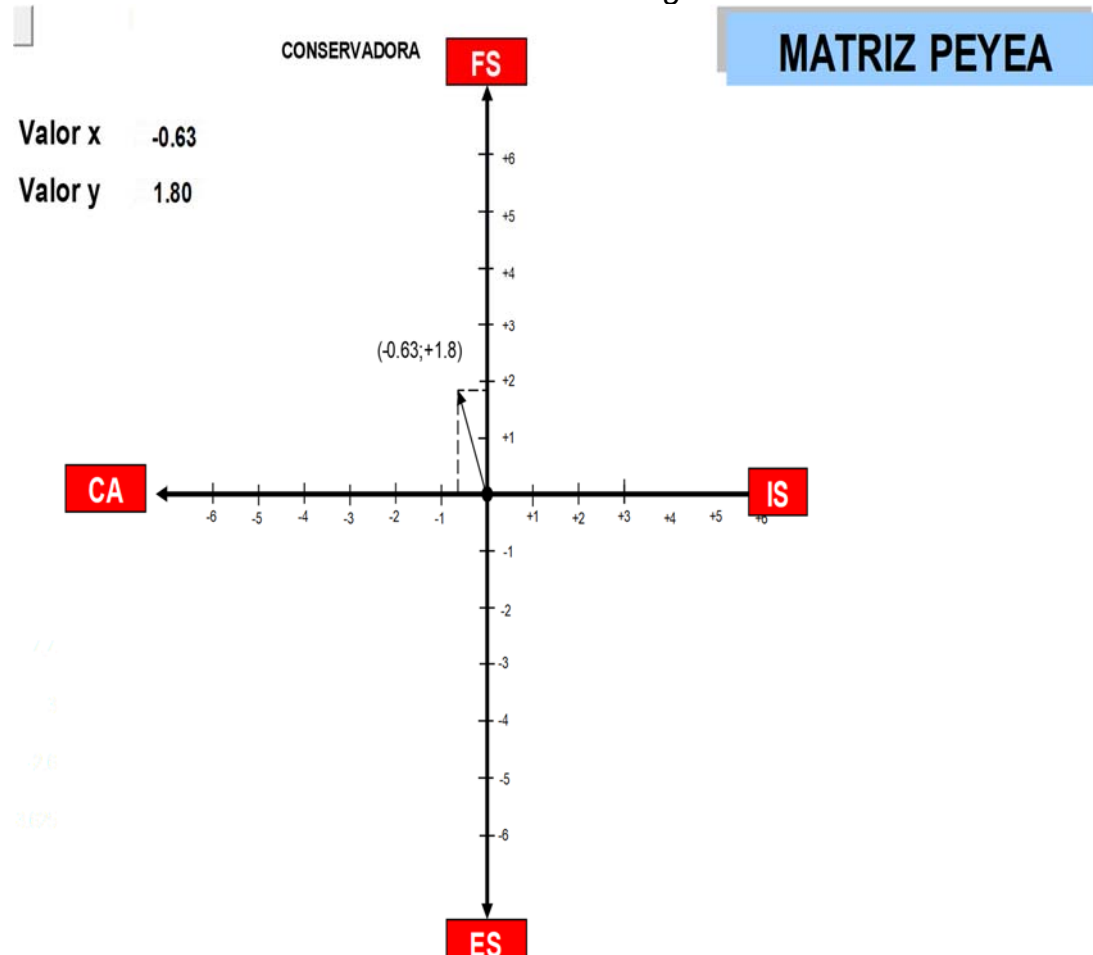 CONSERVADORA
FS
MATRIZ PEYEA
Valor x -0.63
Valor y 1.80
+6
+5
+4
+3
(-0.63;+1.8)
+2
+1
CA
IS
-6 -5 -4 -3 -2 -1 +1 +2 +3 +4 +5 +6
-1
-2
-3
-4
-5
-6
ES